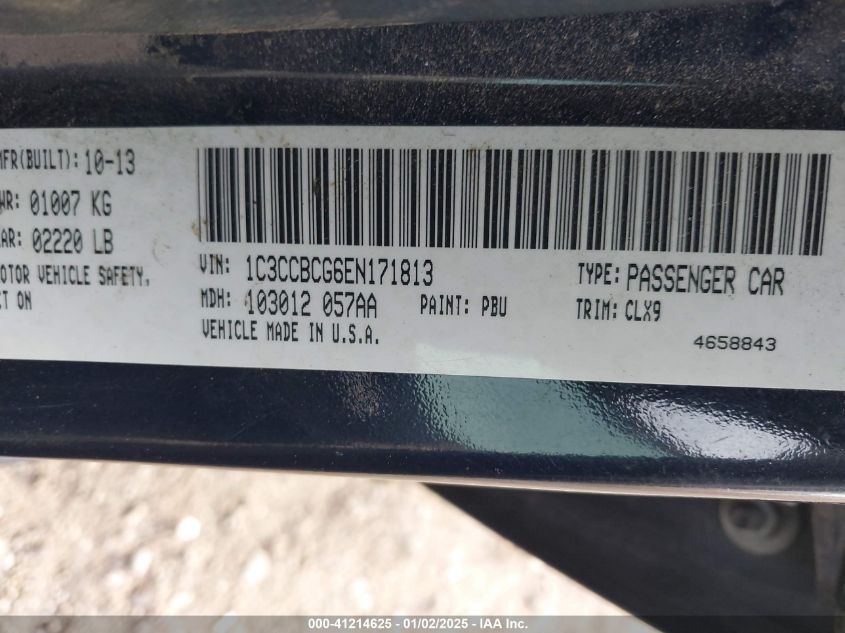 MFR(BUILT): 10-13
WR: 01007 KG
AR: 02220 LB
OTOR VEHICLE SAFETY,
CT ON
VIN: 1C3CCBCG6EN171813
TYPE: PASSENGER CAR
MDH: 103012 057AA
PAINT: PBU
TRIM: CLX9
VEHICLE MADE IN U.S.A.
4658843
000-41214625 - 01/02/2025 - IAA Inc.